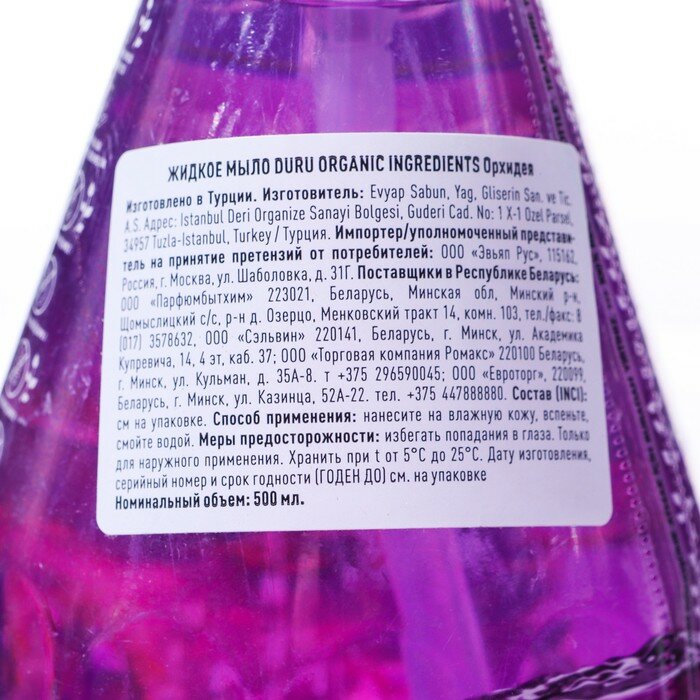 ЖИДКОЕ МЫЛО DURU ORGANIC INGREDIENTS Орхидея
Изготовлено в Турции. Изготовитель: Evyap Sabun, Yag, Gliserin San. ve Tic.
A.S. Адрес: Istanbul Deri Organize Sanayi Bolgesi, Guderi Cad. No: 1 X-1 Ozel Parsel,
34957 Tuzla-Istanbul, Turkey / Турция. Импортер/уполномоченный представи-
тель на принятие претензий от потребителей: ООО «Эвьяп Рус», 115162,
Россия, г. Москва, ул. Шаболовка, д. 31Г. Поставщики в Республике Беларусь:
ООО «Парфюмбытхим» 223021, Беларусь, Минская обл, Минский р-н,
Щомыслицкий с/с, р-н д. Озерцо, Менковский тракт 14, комн. 103, тел./факс: 8
(017) 3578632, ООО «Сэльвин» 220141, Беларусь, г. Минск, ул. Академика
Купревича, 14, 4 эт, каб. 37; ООО «Торговая компания Ромакс» 220100 Беларусь,
г. Минск, ул. Кульман, д. 35А-8. т +375 296590045; ООО «Евроторг», 220099,
Беларусь, г. Минск, ул. Казинца, 52А-22. тел. +375 447888880. Состав (INCI):
см на упаковке. Способ применения: нанесите на влажную кожу, вспеньте,
смойте водой. Меры предосторожности: избегать попадания в глаза. Только
для наружного применения. Хранить при t от 5°С до 25°С. Дату изготовления,
серийный номер и срок годности (ГОДЕН ДО) см. на упаковке
Номинальный объем: 500 мл.